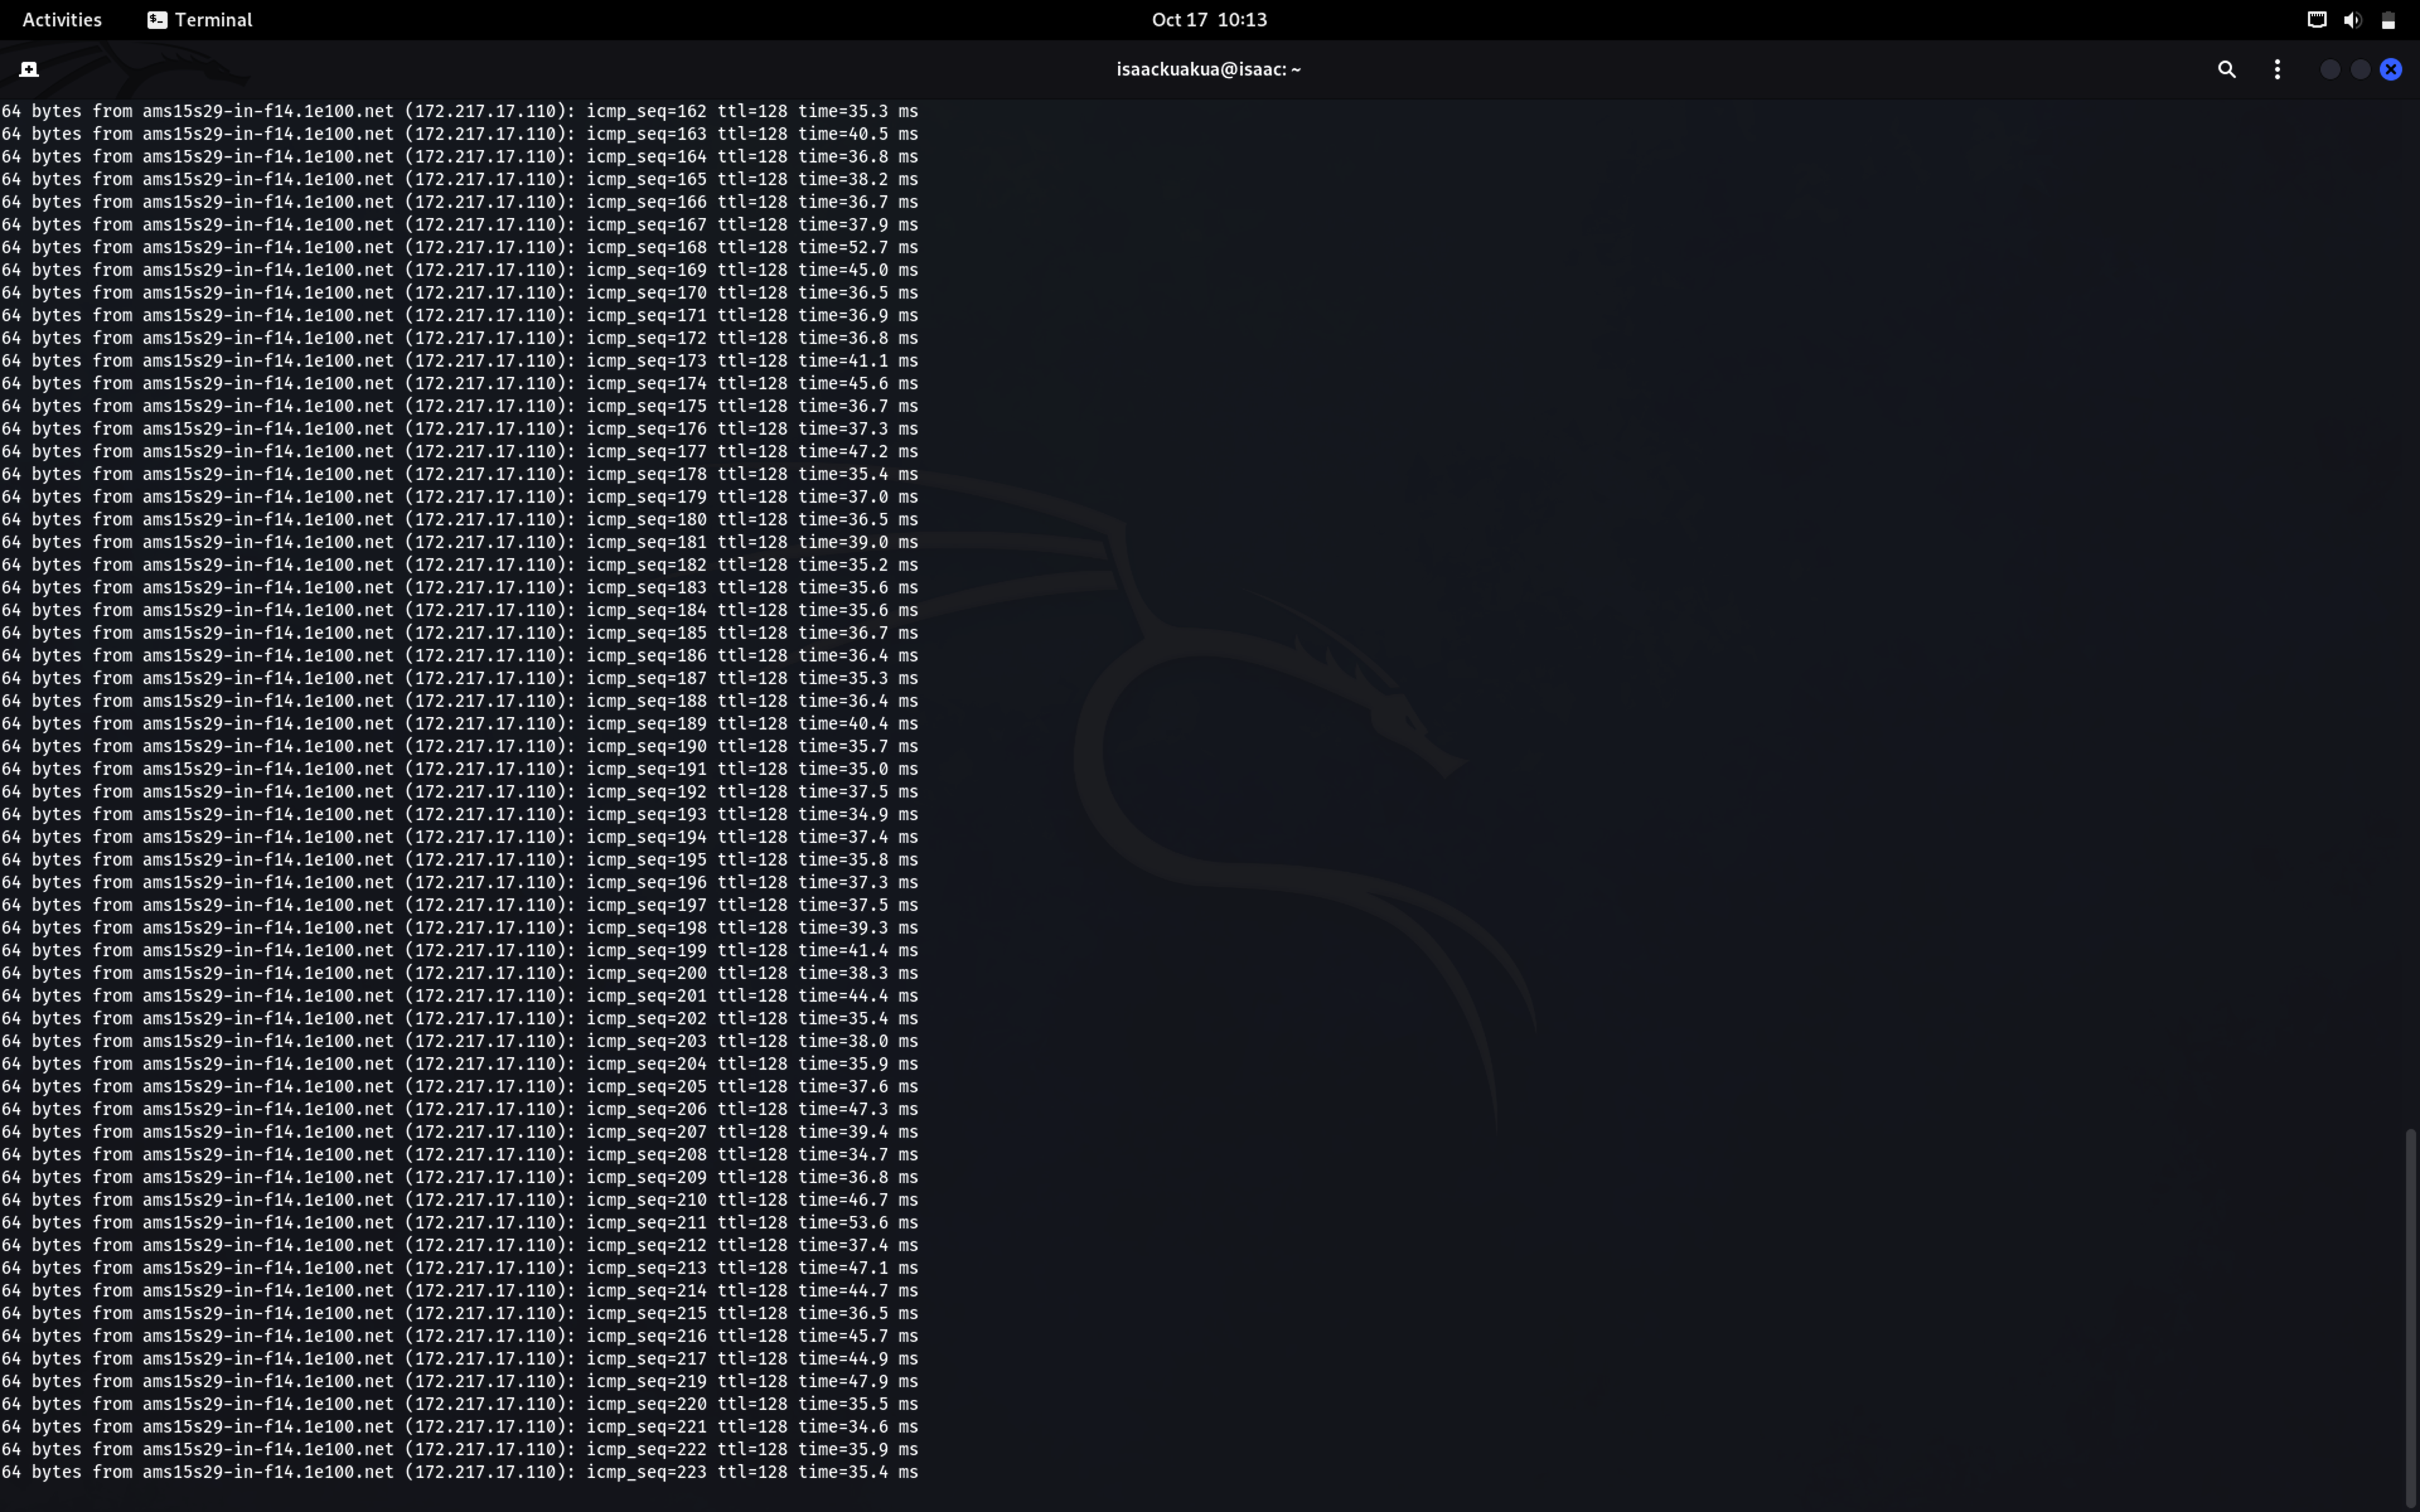 Activities Terminal Oct 17 10:13
isaackuakua@isaac: ~
64 bytes from ams15s29-in-f14.1e100.net (172.217.17.110): icmp_seq=162 ttl=128 time=35.3 ms
64 bytes from ams15s29-in-f14.1e100.net (172.217.17.110): icmp_seq=163 ttl=128 time=40.5 ms
64 bytes from ams15s29-in-f14.1e100.net (172.217.17.110): icmp_seq=164 ttl=128 time=36.8 ms
64 bytes from ams15s29-in-f14.1e100.net (172.217.17.110): icmp_seq=165 ttl=128 time=38.2 ms
64 bytes from ams15s29-in-f14.1e100.net (172.217.17.110): icmp_seq=166 ttl=128 time=36.7 ms
64 bytes from ams15s29-in-f14.1e100.net (172.217.17.110): icmp_seq=167 ttl=128 time=37.9 ms
64 bytes from ams15s29-in-f14.1e100.net (172.217.17.110): icmp_seq=168 ttl=128 time=52.7 ms
64 bytes from ams15s29-in-f14.1e100.net (172.217.17.110): icmp_seq=169 ttl=128 time=45.0 ms
64 bytes from ams15s29-in-f14.1e100.net (172.217.17.110): icmp_seq=170 ttl=128 time=36.5 ms
64 bytes from ams15s29-in-f14.1e100.net (172.217.17.110): icmp_seq=171 ttl=128 time=36.9 ms
64 bytes from ams15s29-in-f14.1e100.net (172.217.17.110): icmp_seq=172 ttl=128 time=36.8 ms
64 bytes from ams15s29-in-f14.1e100.net (172.217.17.110): icmp_seq=173 ttl=128 time=41.1 ms
64 bytes from ams15s29-in-f14.1e100.net (172.217.17.110): icmp_seq=174 ttl=128 time=45.6 ms
64 bytes from ams15s29-in-f14.1e100.net (172.217.17.110): icmp_seq=175 ttl=128 time=36.7 ms
64 bytes from ams15s29-in-f14.1e100.net (172.217.17.110): icmp_seq=176 ttl=128 time=37.3 ms
64 bytes from ams15s29-in-f14.1e100.net (172.217.17.110): icmp_seq=177 ttl=128 time=47.2 ms
64 bytes from ams15s29-in-f14.1e100.net (172.217.17.110): icmp_seq=178 ttl=128 time=35.4 ms
64 bytes from ams15s29-in-f14.1e100.net (172.217.17.110): icmp_seq=179 ttl=128 time=37.0 ms
64 bytes from ams15s29-in-f14.1e100.net (172.217.17.110): icmp_seq=180 ttl=128 time=36.5 ms
64 bytes from ams15s29-in-f14.1e100.net (172.217.17.110): icmp_seq=181 ttl=128 time=39.0 ms
64 bytes from ams15s29-in-f14.1e100.net (172.217.17.110): icmp_seq=182 ttl=128 time=35.2 ms
64 bytes from ams15s29-in-f14.1e100.net (172.217.17.110): icmp_seq=183 ttl=128 time=35.6 ms
64 bytes from ams15s29-in-f14.1e100.net (172.217.17.110): icmp_seq=184 ttl=128 time=35.6 ms
64 bytes from ams15s29-in-f14.1e100.net (172.217.17.110): icmp_seq=185 ttl=128 time=36.7 ms
64 bytes from ams15s29-in-f14.1e100.net (172.217.17.110): icmp_seq=186 ttl=128 time=36.4 ms
64 bytes from ams15s29-in-f14.1e100.net (172.217.17.110): icmp_seq=187 ttl=128 time=35.3 ms
64 bytes from ams15s29-in-f14.1e100.net (172.217.17.110): icmp_seq=188 ttl=128 time=36.4 ms
64 bytes from ams15s29-in-f14.1e100.net (172.217.17.110): icmp_seq=189 ttl=128 time=40.4 ms
64 bytes from ams15s29-in-f14.1e100.net (172.217.17.110): icmp_seq=190 ttl=128 time=35.7 ms
64 bytes from ams15s29-in-f14.1e100.net (172.217.17.110): icmp_seq=191 ttl=128 time=35.0 ms
64 bytes from ams15s29-in-f14.1e100.net (172.217.17.110): icmp_seq=192 ttl=128 time=37.5 ms
64 bytes from ams15s29-in-f14.1e100.net (172.217.17.110): icmp_seq=193 ttl=128 time=34.9 ms
64 bytes from ams15s29-in-f14.1e100.net (172.217.17.110): icmp_seq=194 ttl=128 time=37.4 ms
64 bytes from ams15s29-in-f14.1e100.net (172.217.17.110): icmp_seq=195 ttl=128 time=35.8 ms
64 bytes from ams15s29-in-f14.1e100.net (172.217.17.110): icmp_seq=196 ttl=128 time=37.3 ms
64 bytes from ams15s29-in-f14.1e100.net (172.217.17.110): icmp_seq=197 ttl=128 time=37.5 ms
64 bytes from ams15s29-in-f14.1e100.net (172.217.17.110): icmp_seq=198 ttl=128 time=39.3 ms
64 bytes from ams15s29-in-f14.1e100.net (172.217.17.110): icmp_seq=199 ttl=128 time=41.4 ms
64 bytes from ams15s29-in-f14.1e100.net (172.217.17.110): icmp_seq=200 ttl=128 time=38.3 ms
64 bytes from ams15s29-in-f14.1e100.net (172.217.17.110): icmp_seq=201 ttl=128 time=44.4 ms
64 bytes from ams15s29-in-f14.1e100.net (172.217.17.110): icmp_seq=202 ttl=128 time=35.4 ms
64 bytes from ams15s29-in-f14.1e100.net (172.217.17.110): icmp_seq=203 ttl=128 time=38.0 ms
64 bytes from ams15s29-in-f14.1e100.net (172.217.17.110): icmp_seq=204 ttl=128 time=35.9 ms
64 bytes from ams15s29-in-f14.1e100.net (172.217.17.110): icmp_seq=205 ttl=128 time=37.6 ms
64 bytes from ams15s29-in-f14.1e100.net (172.217.17.110): icmp_seq=206 ttl=128 time=47.3 ms
64 bytes from ams15s29-in-f14.1e100.net (172.217.17.110): icmp_seq=207 ttl=128 time=39.4 ms
64 bytes from ams15s29-in-f14.1e100.net (172.217.17.110): icmp_seq=208 ttl=128 time=34.7 ms
64 bytes from ams15s29-in-f14.1e100.net (172.217.17.110): icmp_seq=209 ttl=128 time=36.8 ms
64 bytes from ams15s29-in-f14.1e100.net (172.217.17.110): icmp_seq=210 ttl=128 time=46.7 ms
64 bytes from ams15s29-in-f14.1e100.net (172.217.17.110): icmp_seq=211 ttl=128 time=53.6 ms
64 bytes from ams15s29-in-f14.1e100.net (172.217.17.110): icmp_seq=212 ttl=128 time=37.4 ms
64 bytes from ams15s29-in-f14.1e100.net (172.217.17.110): icmp_seq=213 ttl=128 time=47.1 ms
64 bytes from ams15s29-in-f14.1e100.net (172.217.17.110): icmp_seq=214 ttl=128 time=44.7 ms
64 bytes from ams15s29-in-f14.1e100.net (172.217.17.110): icmp_seq=215 ttl=128 time=36.5 ms
64 bytes from ams15s29-in-f14.1e100.net (172.217.17.110): icmp_seq=216 ttl=128 time=45.7 ms
64 bytes from ams15s29-in-f14.1e100.net (172.217.17.110): icmp_seq=217 ttl=128 time=44.9 ms
64 bytes from ams15s29-in-f14.1e100.net (172.217.17.110): icmp_seq=219 ttl=128 time=47.9 ms
64 bytes from ams15s29-in-f14.1e100.net (172.217.17.110): icmp_seq=220 ttl=128 time=35.5 ms
64 bytes from ams15s29-in-f14.1e100.net (172.217.17.110): icmp_seq=221 ttl=128 time=34.6 ms
64 bytes from ams15s29-in-f14.1e100.net (172.217.17.110): icmp_seq=222 ttl=128 time=35.9 ms
64 bytes from ams15s29-in-f14.1e100.net (172.217.17.110): icmp_seq=223 ttl=128 time=35.4 ms